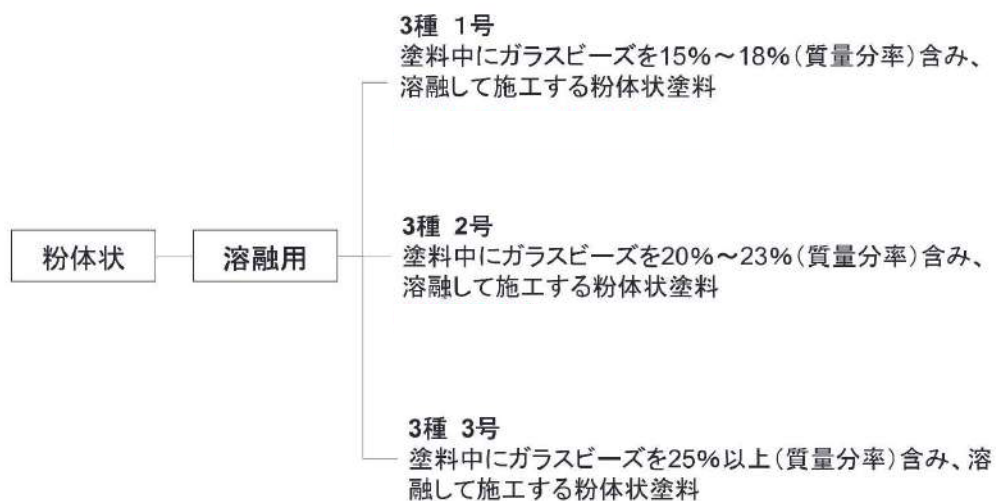 3種 1号
塗料中にガラスビーズを15%～18%(質量分率)含み、
溶融して施工する粉体状塗料
粉体状
溶融用
3種 2号
塗料中にガラスビーズを20%～23%(質量分率)含み、
溶融して施工する粉体状塗料
3種 3号
塗料中にガラスビーズを25%以上(質量分率)含み、溶
融して施工する粉体状塗料